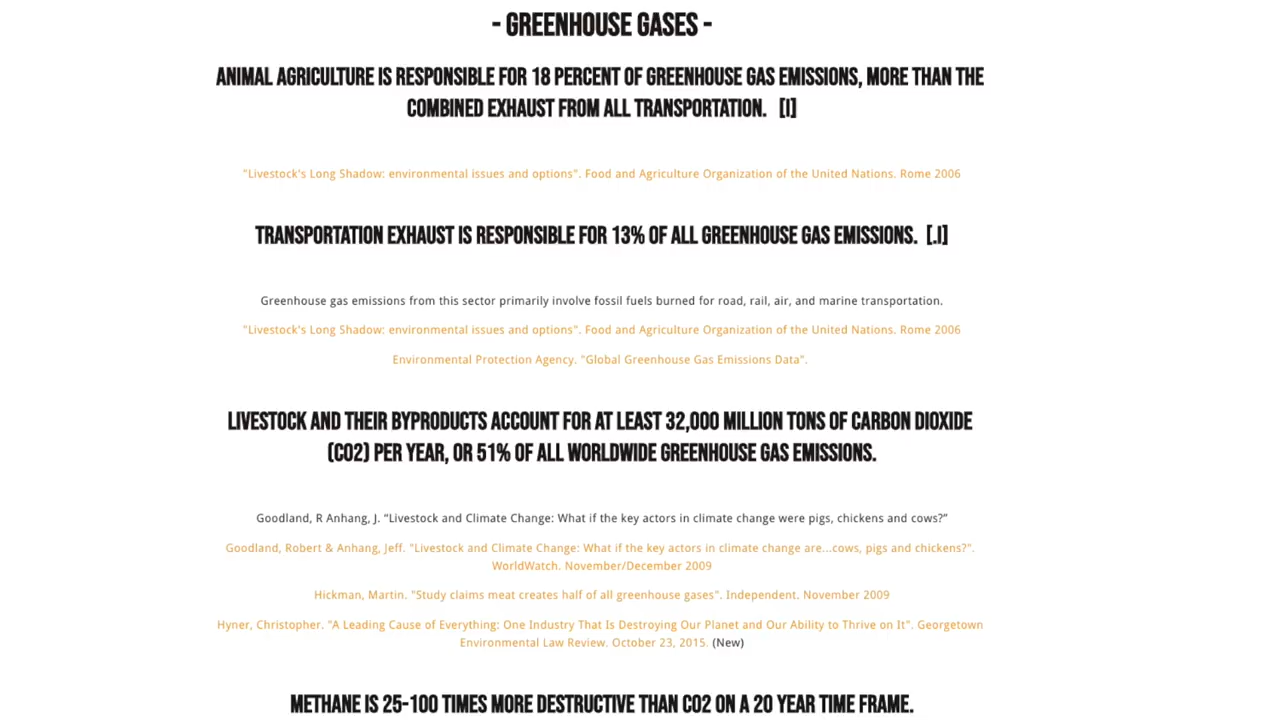 - GREENHOUSE GASES -
ANIMAL AGRICULTURE IS RESPONSIBLE FOR 18 PERCENT OF GREENHOUSE GAS EMISSIONS, MORE THAN THE
COMBINED EXHAUST FROM ALL TRANSPORTATION. [I]
"Livestock's Long Shadow: environmental issues and options". Food and Agriculture Organization of the United Nations. Rome 2006
TRANSPORTATION EXHAUST IS RESPONSIBLE FOR 13% OF ALL GREENHOUSE GAS EMISSIONS. [.I]
Greenhouse gas emissions from this sector primarily involve fossil fuels burned for road, rail, air, and marine transportation.
"Livestock's Long Shadow: environmental issues and options". Food and Agriculture Organization of the United Nations. Rome 2006
Environmental Protection Agency. "Global Greenhouse Gas Emissions Data".
LIVESTOCK AND THEIR BYPRODUCTS ACCOUNT FOR AT LEAST 32,000 MILLION TONS OF CARBON DIOXIDE
(CO2) PER YEAR, OR 51% OF ALL WORLDWIDE GREENHOUSE GAS EMISSIONS.
Goodland, R Anhang, J. “Livestock and Climate Change: What if the key actors in climate change were pigs, chickens and cows?”
Goodland, Robert & Anhang, Jeff. "Livestock and Climate Change: What if the key actors in climate change are...cows, pigs and chickens?".
WorldWatch. November/December 2009
Hickman, Martin. "Study claims meat creates half of all greenhouse gases". Independent. November 2009
Hyner, Christopher. "A Leading Cause of Everything: One Industry That Is Destroying Our Planet and Our Ability to Thrive on It". Georgetown
Environmental Law Review. October 23, 2015. (New)
METHANE IS 25-100 TIMES MORE DESTRUCTIVE THAN CO2 ON A 20 YEAR TIME FRAME.